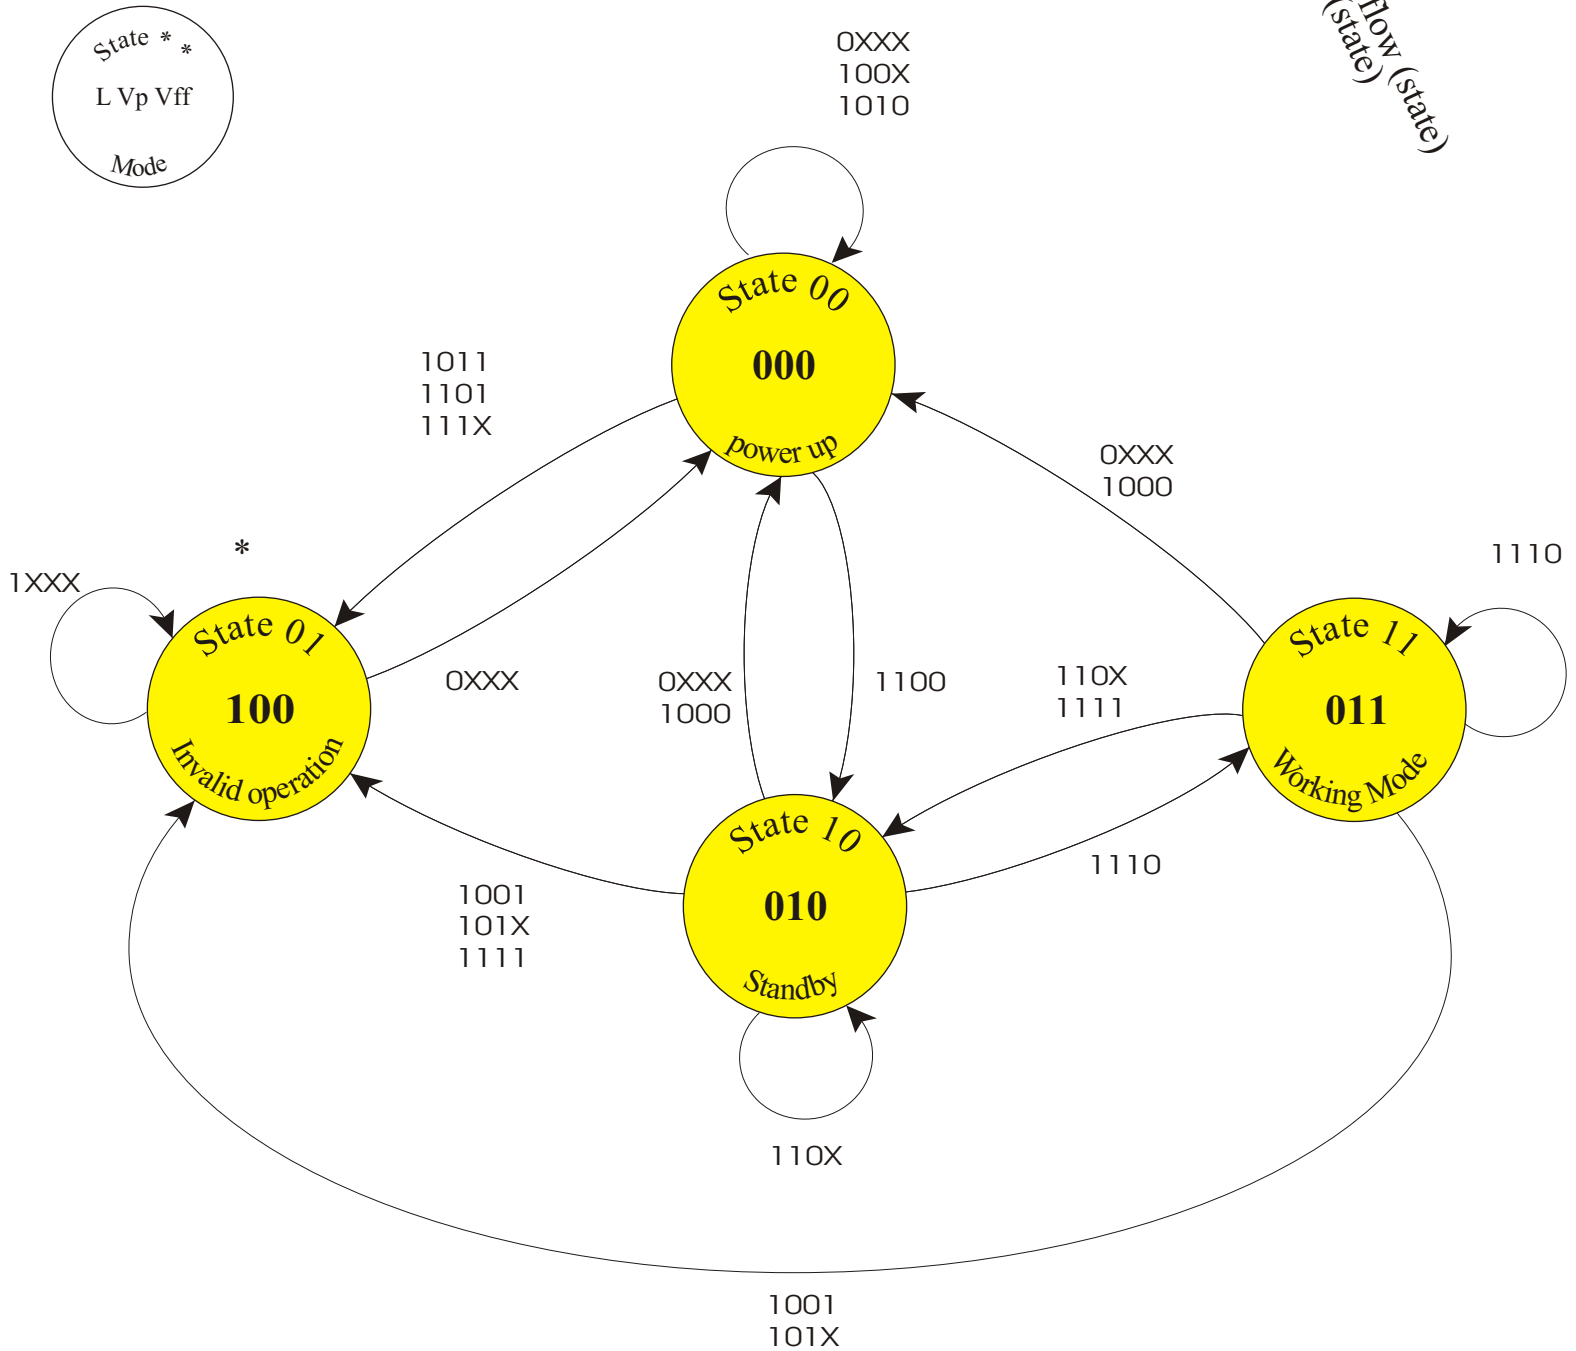 State * *
L Vp Vff
Mode
flow (state)
(state)
0XXX
100X
1010
State 00
000
power up
1011
1101
111X
0XXX
1000
*
1XXX
State 01
100
Invalid operation
0XXX
0XXX
1000
1100
110X
1111
1110
State 11
011
Working Mode
State 10
010
Standby
1001
101X
1111
1110
110X
1001
101X